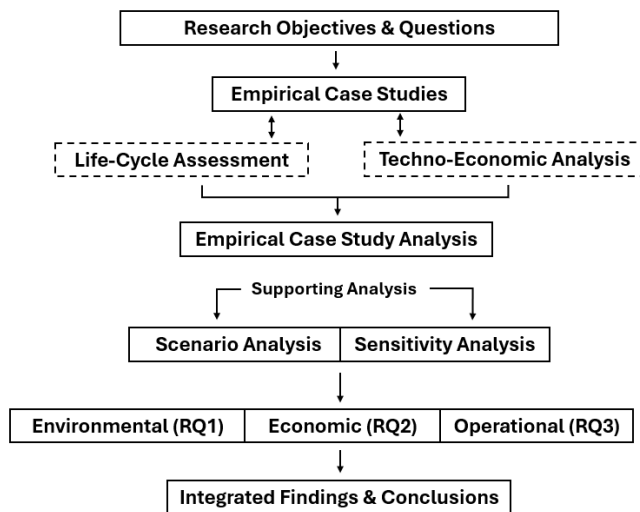 Research Objectives & Questions
Empirical Case Studies
Life-Cycle Assessment
Techno-Economic Analysis
Empirical Case Study Analysis
Supporting Analysis
Scenario Analysis
Sensitivity Analysis
Environmental (RQ1)
Economic (RQ2)
Operational (RQ3)
Integrated Findings & Conclusions